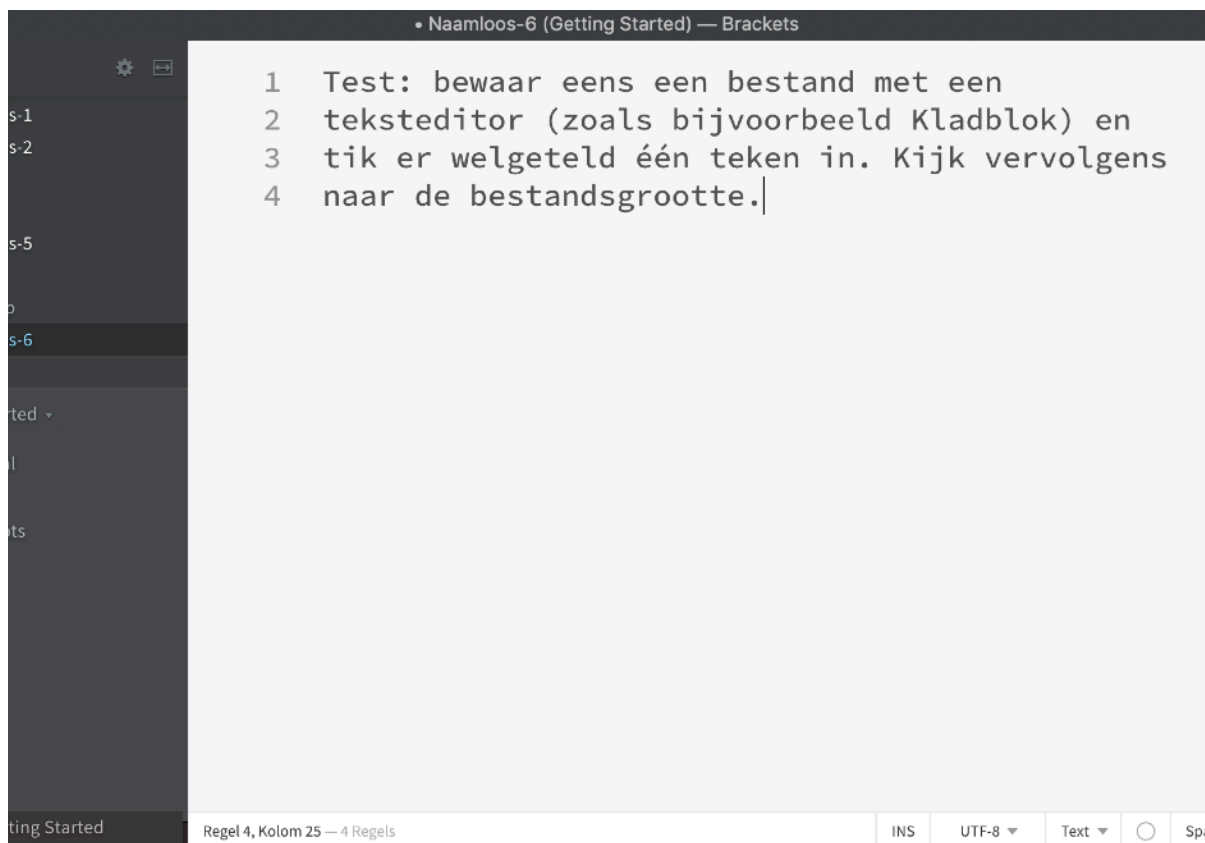 • Naamloos-6 (Getting Started) — Brackets
s-1
s-2
s-5
s-6
rted
ots
ting Started
1 Test: bewaar eens een bestand met een
2 teksteditor (zoals bijvoorbeeld Kladblok) en
3 tik er welgeteld één teken in. Kijk vervolgens
4 naar de bestandsgrootte.
Regel 4, Kolom 25 — 4 Regels
INS UTF-8 Text Spa